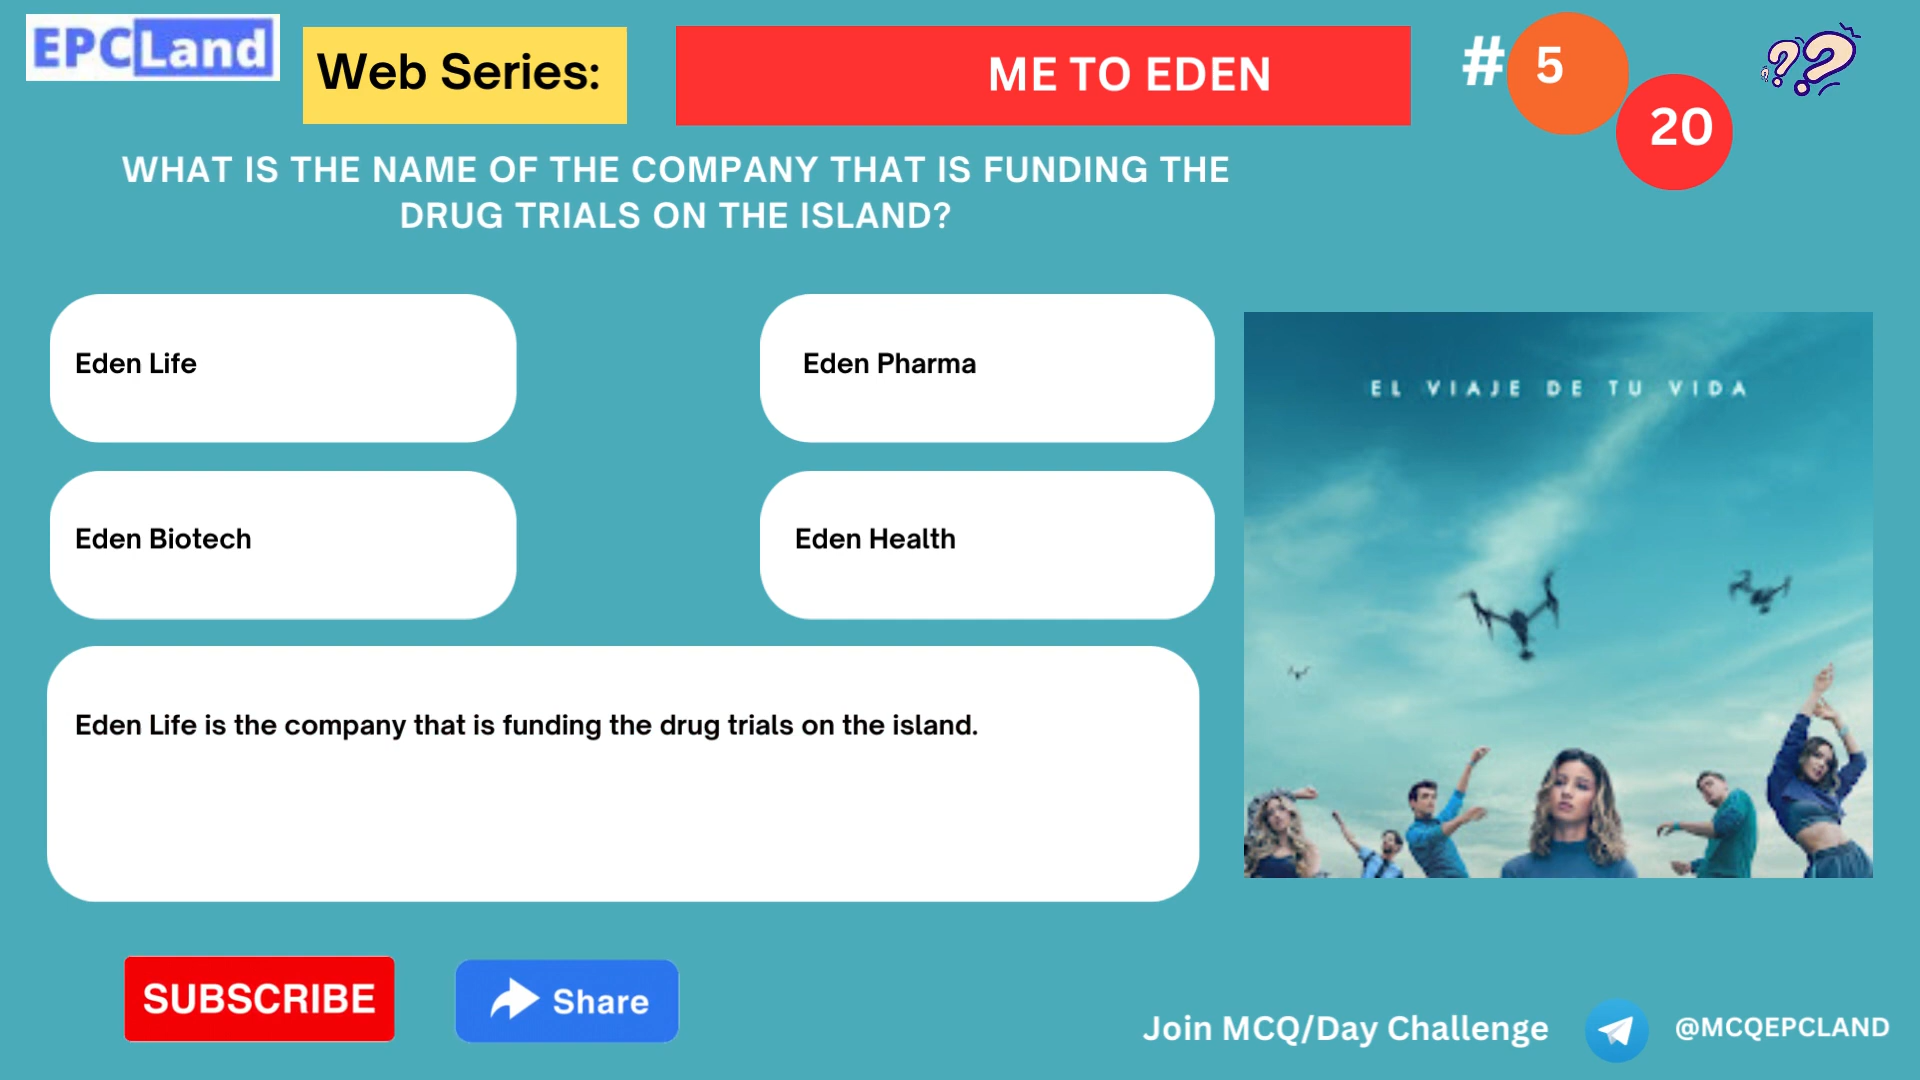 EPCLand
Web Series:
ME TO EDEN
# 5
20
WHAT IS THE NAME OF THE COMPANY THAT IS FUNDING THE
DRUG TRIALS ON THE ISLAND?
Eden Life
Eden Pharma
Eden Biotech
Eden Health
Eden Life is the company that is funding the drug trials on the island.
EL VIAJE DE TU VIDA
SUBSCRIBE
Share
Join MCQ/Day Challenge
@MCQEPCLAND